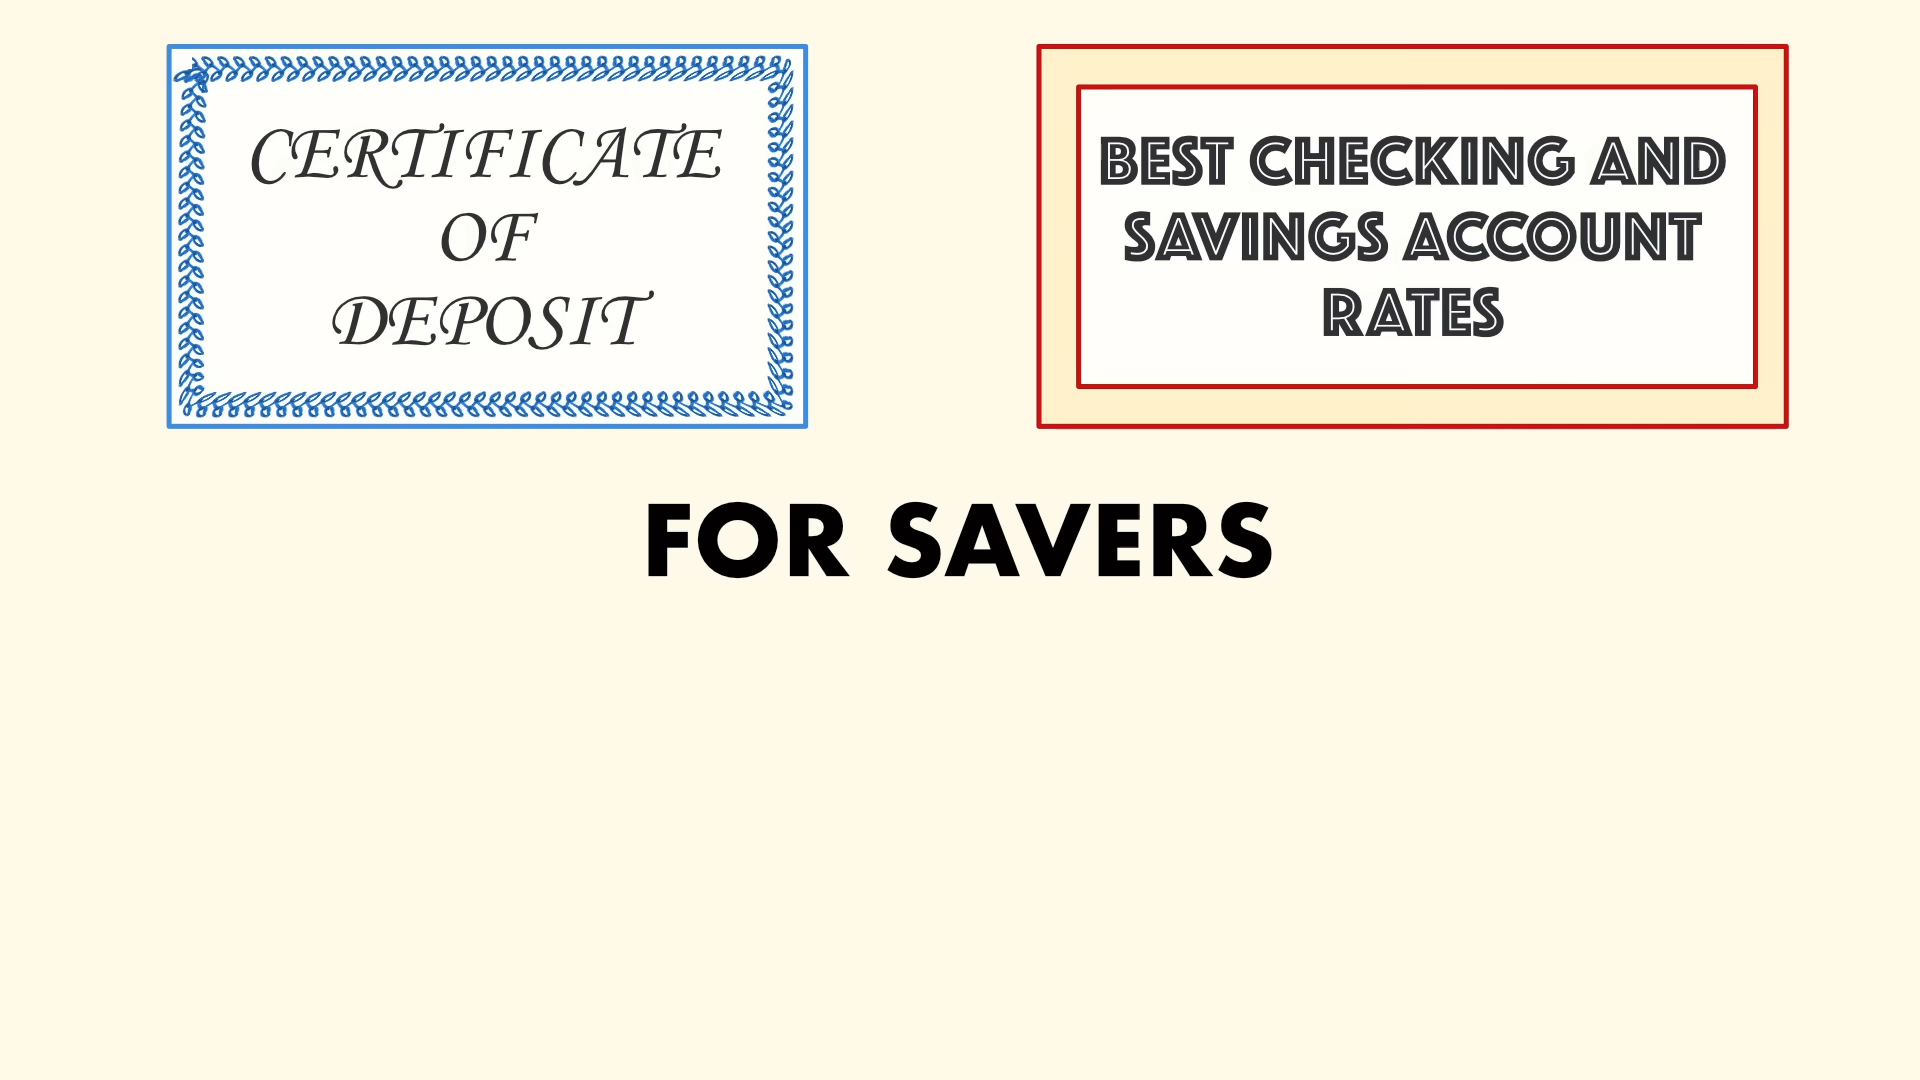 CERTIFICATE
OF
DEPOSIT
BEST CHECKING AND
SAVINGS ACCOUNT
RATES
FOR SAVERS